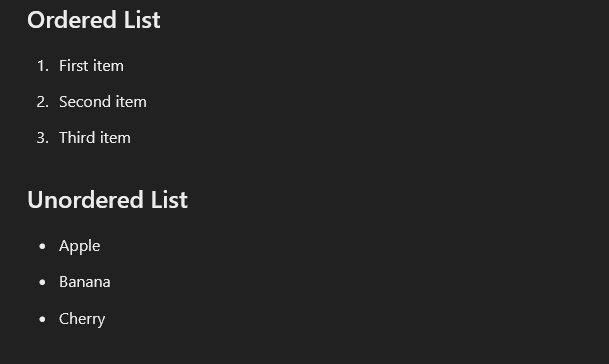 Ordered List
1. First item
2. Second item
3. Third item
Unordered List
• Apple
• Banana
• Cherry